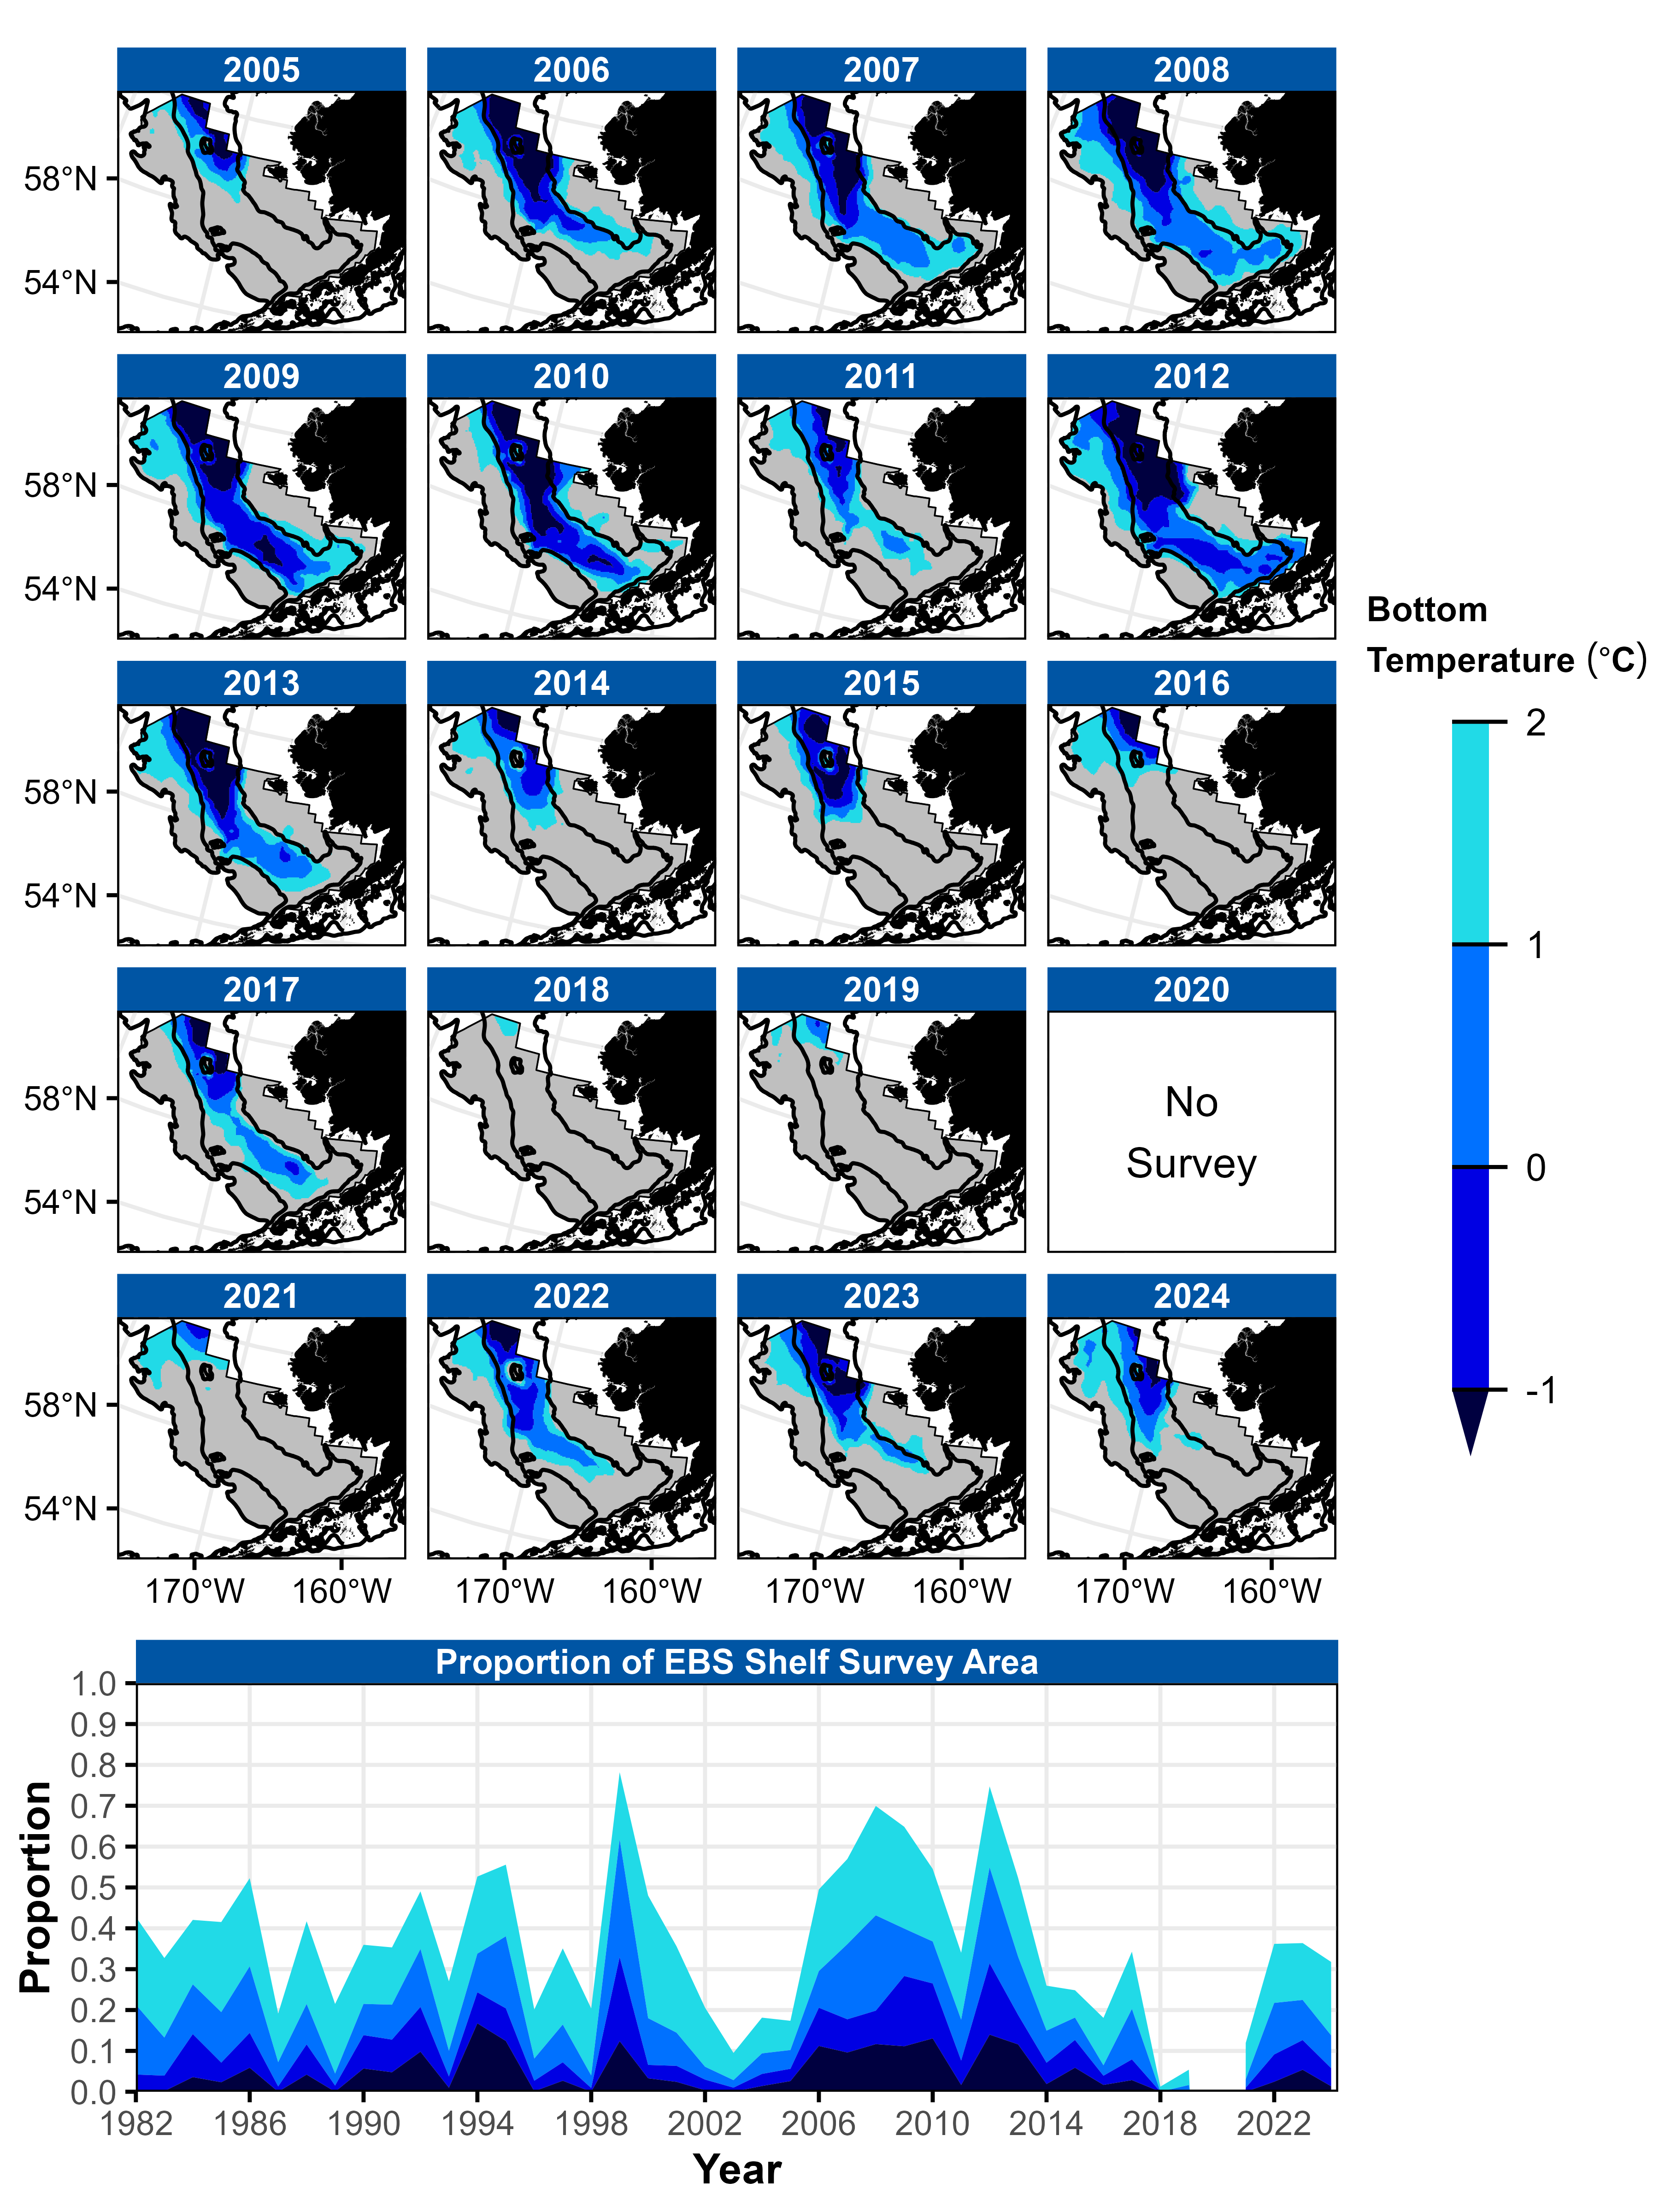 2005 2006 2007 2008
58°N
54°N
2009 2010 2011 2012
58°N
54°N
Bottom
Temperature (°C)
2013 2014 2015 2016
58°N
54°N
2
1
0
-1
2017 2018 2019 2020
58°N
54°N
No
Survey
2021 2022 2023 2024
58°N
54°N
170°W 160°W 170°W 160°W 170°W 160°W 170°W 160°W
Proportion of EBS Shelf Survey Area
Proportion
1.0
0.9
0.8
0.7
0.6
0.5
0.4
0.3
0.2
0.1
0.0
1982 1986 1990 1994 1998 2002 2006 2010 2014 2018 2022
Year